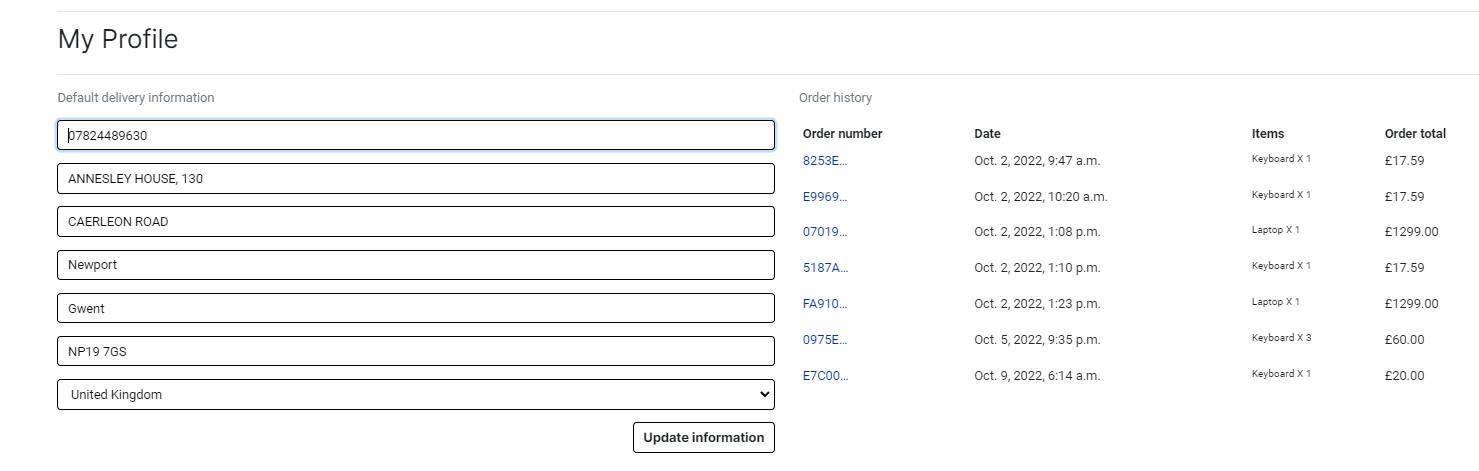 My Profile
Default delivery information
07824489630
ANNESLEY HOUSE, 130
CAERLEON ROAD
Newport
Gwent
NP19 7GS
United Kingdom
Update information
Order history
Order number Date Items Order total
8253E... Oct. 2, 2022, 9:47 a.m. Keyboard X 1 £17.59
E9969... Oct. 2, 2022, 10:20 a.m. Keyboard X 1 £17.59
07019... Oct. 2, 2022, 1:08 p.m. Laptop X 1 £1299.00
5187A... Oct. 2, 2022, 1:10 p.m. Keyboard X 1 £17.59
FA910... Oct. 2, 2022, 1:23 p.m. Laptop X 1 £1299.00
0975E... Oct. 5, 2022, 9:35 p.m. Keyboard X 3 £60.00
E7C00... Oct. 9, 2022, 6:14 a.m. Keyboard X 1 £20.00